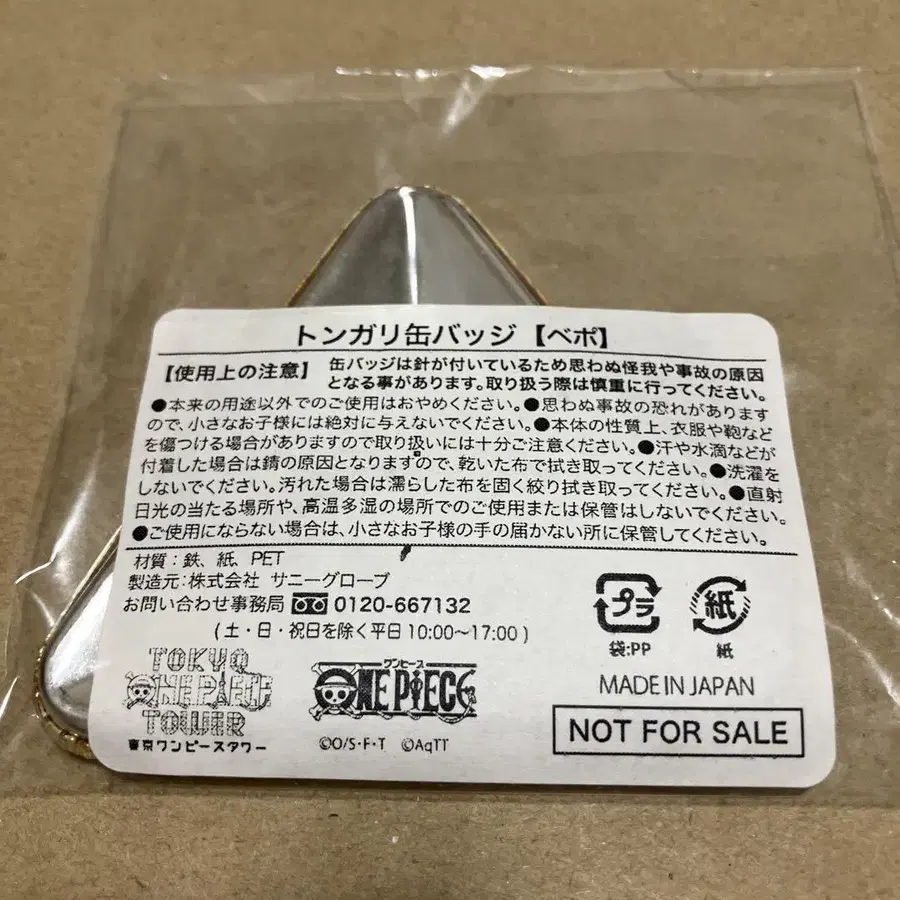 トンガリ缶バッジ【ベポ】
【使用上の注意】 缶バッジは針が付いているため思わぬ怪我や事故の原因
となる事があります。取り扱う際は慎重に行ってください。
●本来の用途以外でのご使用はおやめください。●思わぬ事故の恐れがあります
ので、小さなお子様には絶対に与えないでください。●本体の性質上、衣服や鞄など
を傷つける場合がありますので取り扱いには十分ご注意ください。●汗や水滴などが
付着した場合は錆の原因となりますので、乾いた布で拭き取ってください。●洗濯を
しないでください。汚れた場合は濡らした布を固く絞り拭き取ってください。●直射
日光の当たる場所や、高温多湿の場所でのご使用または保管はしないでください。
●ご使用にならない場合は、小さなお子様の手の届かない所に保管してください。
材質:鉄、紙、PET
製造元:株式会社 サニーグローブ
お問い合わせ事務局 0120-667132
(土・日・祝日を除く平日10:00〜17:00)
プラ
袋:PP
紙
紙
MADE IN JAPAN
NOT FOR SALE
TOKYO
ONE PIECE
TOWER
東京ワンピースタワー
ワンピース
ONE PIECE
©O/S・F・T ©AqTT